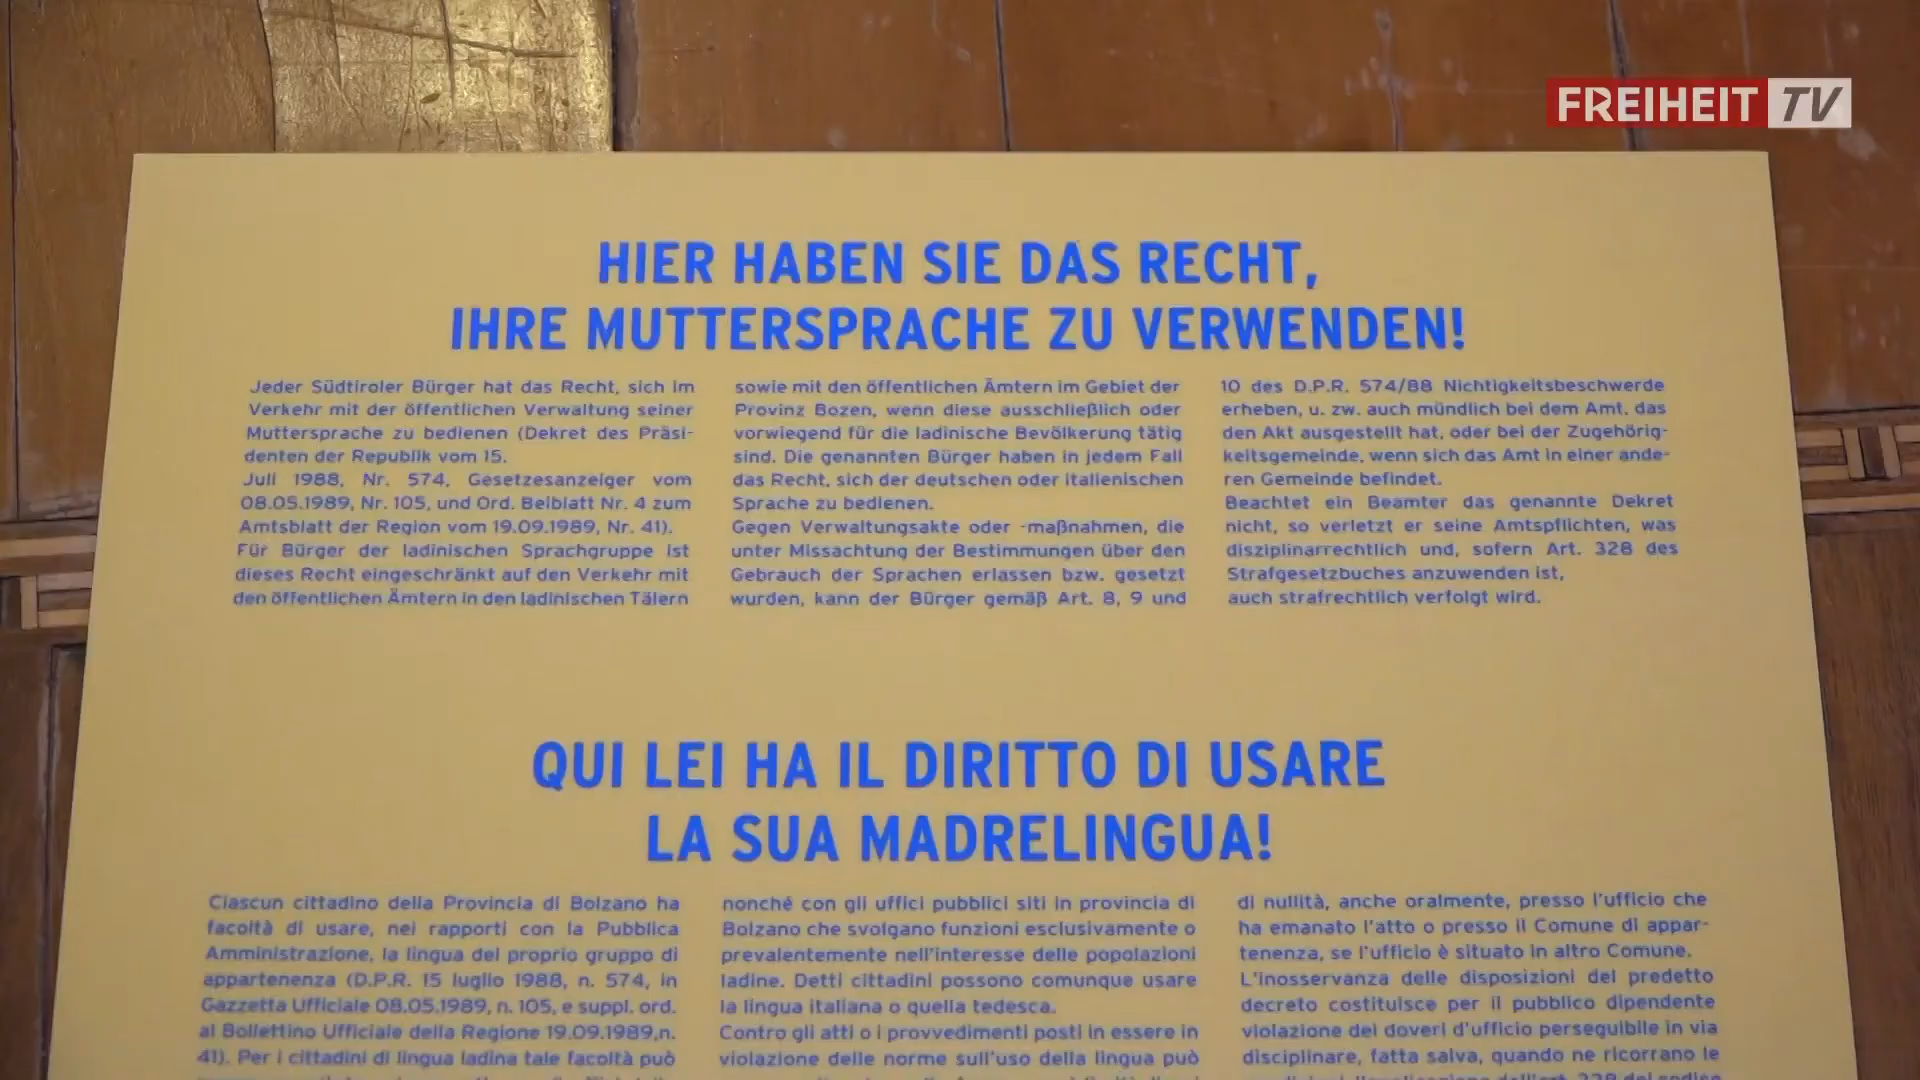 FREIHEIT TV
HIER HABEN SIE DAS RECHT,
IHRE MUTTERSPRACHE ZU VERWENDEN!
Jeder Südtiroler Bürger hat das Recht, sich im
Verkehr mit der öffentlichen Verwaltung seiner
Muttersprache zu bedienen (Dekret des Präsi-
denten der Republik vom 15.
Juli 1988, Nr. 574, Gesetzesanzeiger vom
08.05.1989, Nr. 105, und Ord. Beiblatt Nr. 4 zum
Amtsblatt der Region vom 19.09.1989, Nr. 41).
Für Bürger der ladinischen Sprachgruppe ist
dieses Recht eingeschränkt auf den Verkehr mit
den öffentlichen Ämtern in den ladinischen Tälern
sowie mit den öffentlichen Ämtern im Gebiet der
Provinz Bozen, wenn diese ausschließlich oder
vorwiegend für die ladinische Bevölkerung tätig
sind. Die genannten Bürger haben in jedem Fall
das Recht, sich der deutschen oder italienischen
Sprache zu bedienen.
Gegen Verwaltungsakte oder -maßnahmen, die
unter Missachtung der Bestimmungen über den
Gebrauch der Sprachen erlassen bzw. gesetzt
wurden, kann der Bürger gemäß Art. 8, 9 und
10 des D.P.R. 574/88 Nichtigkeitsbeschwerde
erheben, u. zw. auch mündlich bei dem Amt, das
den Akt ausgestellt hat, oder bei der Zugehörig-
keitsgemeinde, wenn sich das Amt in einer ande-
ren Gemeinde befindet.
Beachtet ein Beamter das genannte Dekret
nicht, so verletzt er seine Amtspflichten, was
disziplinarrechtlich und, sofern Art. 328 des
Strafgesetzbuches anzuwenden ist,
auch strafrechtlich verfolgt wird.
QUI LEI HA IL DIRITTO DI USARE
LA SUA MADRELINGUA!
Ciascun cittadino della Provincia di Bolzano ha
facoltà di usare, nei rapporti con la Pubblica
Amministrazione, la lingua del proprio gruppo di
appartenenza (D.P.R. 15 luglio 1988, n. 574, in
Gazzetta Ufficiale 08.05.1989, n. 105, e suppl. ord.
al Bollettino Ufficiale della Regione 19.09.1989,n.
41). Per i cittadini di lingua ladina tale facoltà può
nonché con gli uffici pubblici siti in provincia di
Bolzano che svolgano funzioni esclusivamente o
prevalentemente nell'interesse delle popolazioni
ladine. Detti cittadini possono comunque usare
la lingua italiana o quella tedesca.
Contro gli atti o i provvedimenti posti in essere in
violazione delle norme sull'uso della lingua può
di nullità, anche oralmente, presso l'ufficio che
ha emanato l'atto o presso il Comune di appar-
tenenza, se l'ufficio è situato in altro Comune.
L'inosservanza delle disposizioni del predetto
decreto costituisce per il pubblico dipendente
violazione dei doveri d'ufficio perseguibile in via
disciplinare, fatta salva, quando ne ricorrano le